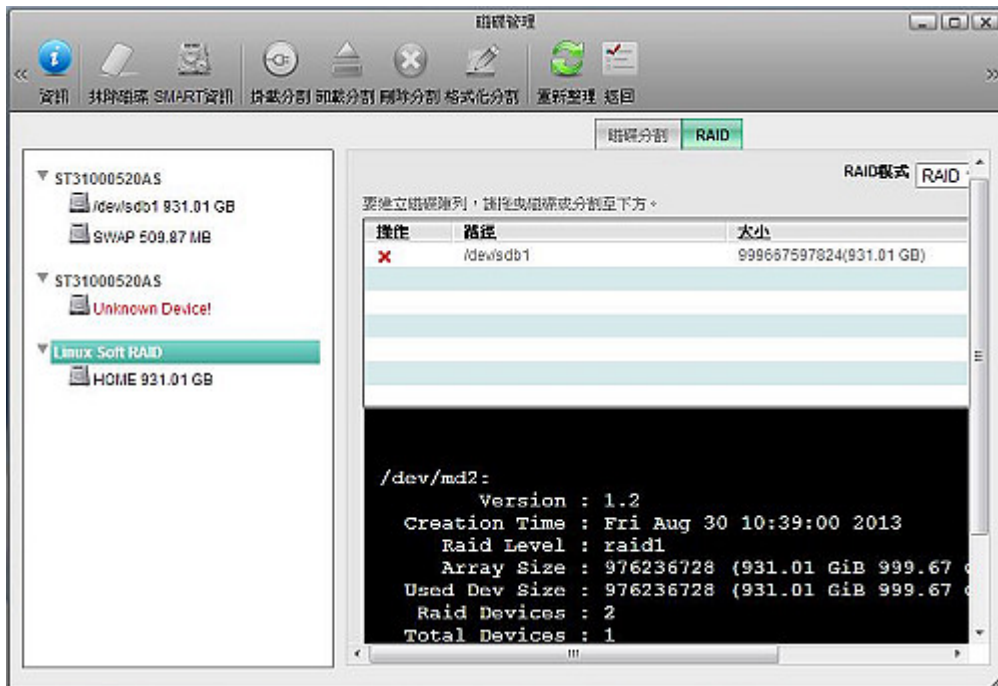 磁碟管理
資訊 抹除磁碟 SMART資訊 掛載分割 卸載分割 刪除分割 格式化分割 重新整理 返回
磁碟分割 RAID
ST31000520AS
/dev/sdb1 931.01 GB
SWAP 509.87 MB
ST31000520AS
Unknown Device!
Linux Soft RAID
HOME 931.01 GB
RAID模式 RAID
要建立磁碟陣列，請拖曳磁碟或分割至下方。
操作 路徑 大小
/dev/sdb1 999667597824(931.01 GB)
/dev/md2:
Version : 1.2
Creation Time : Fri Aug 30 10:39:00 2013
Raid Level : raid1
Array Size : 976236728 (931.01 GiB 999.67
Used Dev Size : 976236728 (931.01 GiB 999.67
Raid Devices : 2
Total Devices : 1